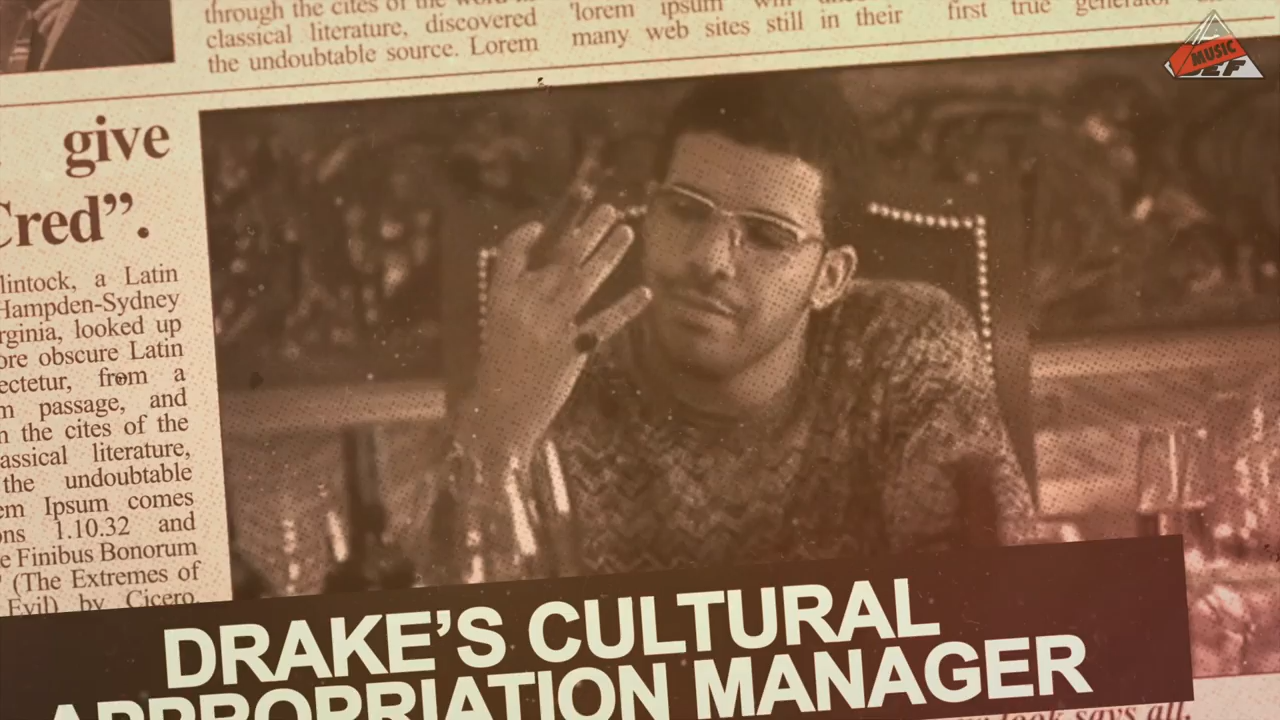 through the cites of the word in
classical literature, discovered
the undoubtable source. Lorem
'lorem ipsum' will
many web sites still in their
first true generator
MUSIC
give
Cred”.
lintock, a Latin
Hampden-Sydney
rginia, looked up
ore obscure Latin
ectetur, from a
m passage, and
n the cites of the
assical literature,
the undoubtable
em Ipsum comes
ons 1.10.32 and
e Finibus Bonorum
(The Extremes of
Evil) by Cicero
DRAKE’S CULTURAL
APPROPRIATION MANAGER
look says all.